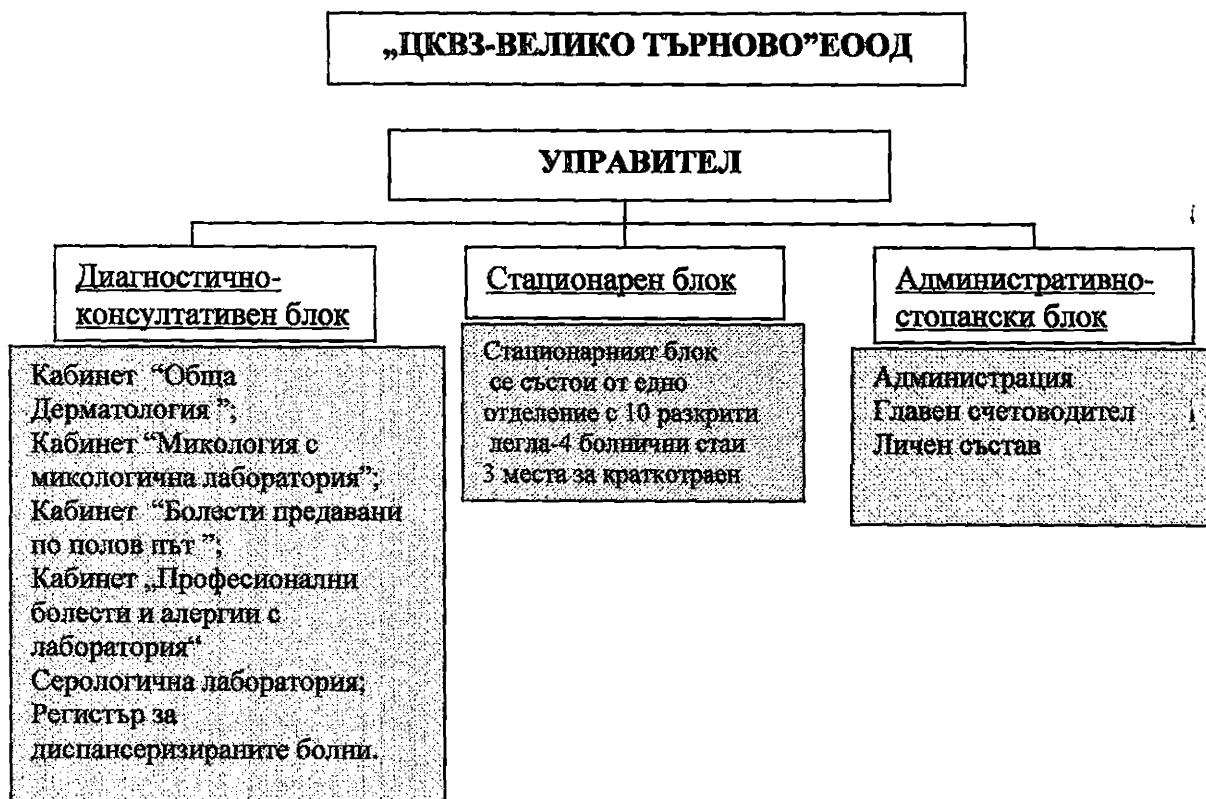 „ЦКВЗ-ВЕЛИКО ТЪРНОВО”ЕООД
УПРАВИТЕЛ
Диагностично-
консултативен блок
Кабинет “Обща
Дерматология ”;
Кабинет “Микология с
микологична лаборатория”;
Кабинет “Болести предавани
по полов път ”;
Кабинет „Професионални
болести и алергии с
лаборатория“
Серологична лаборатория;
Регистър за
диспансеризираните болни.
Стационарен блок
Стационарният блок
се състои от едно
отделение с 10 разкрити
легла-4 болнични стаи
3 места за краткотраен
Административно-
стопански блок
Администрация
Главен счетоводител
Личен състав